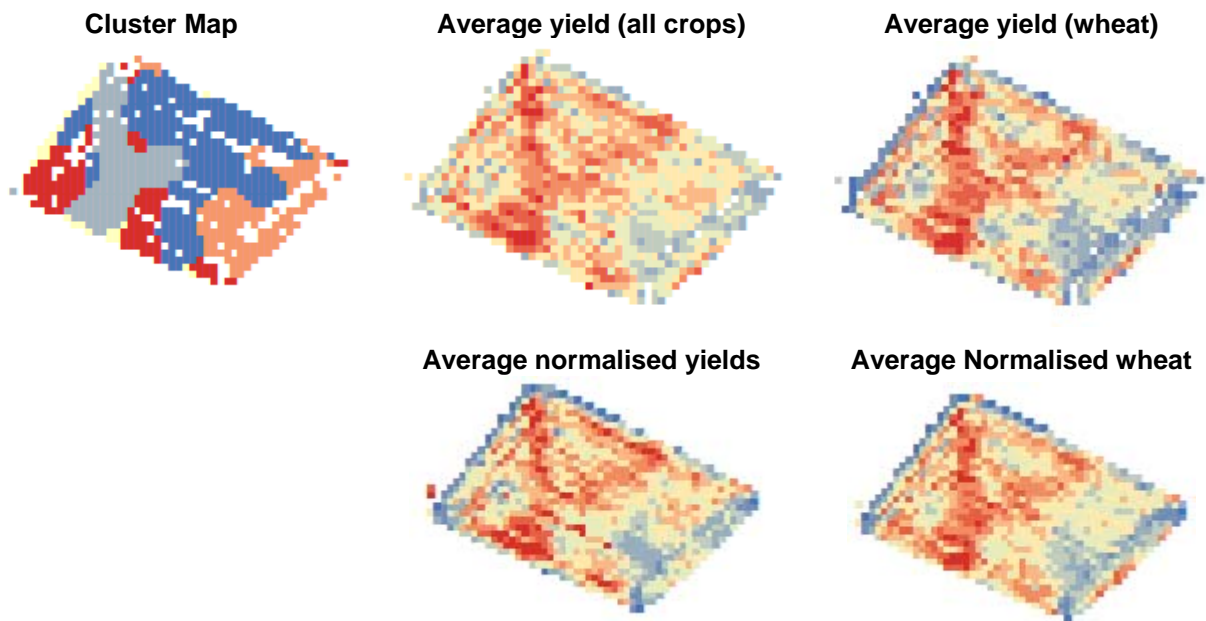 Cluster Map
Average yield (all crops)
Average yield (wheat)
Average normalised yields
Average Normalised wheat